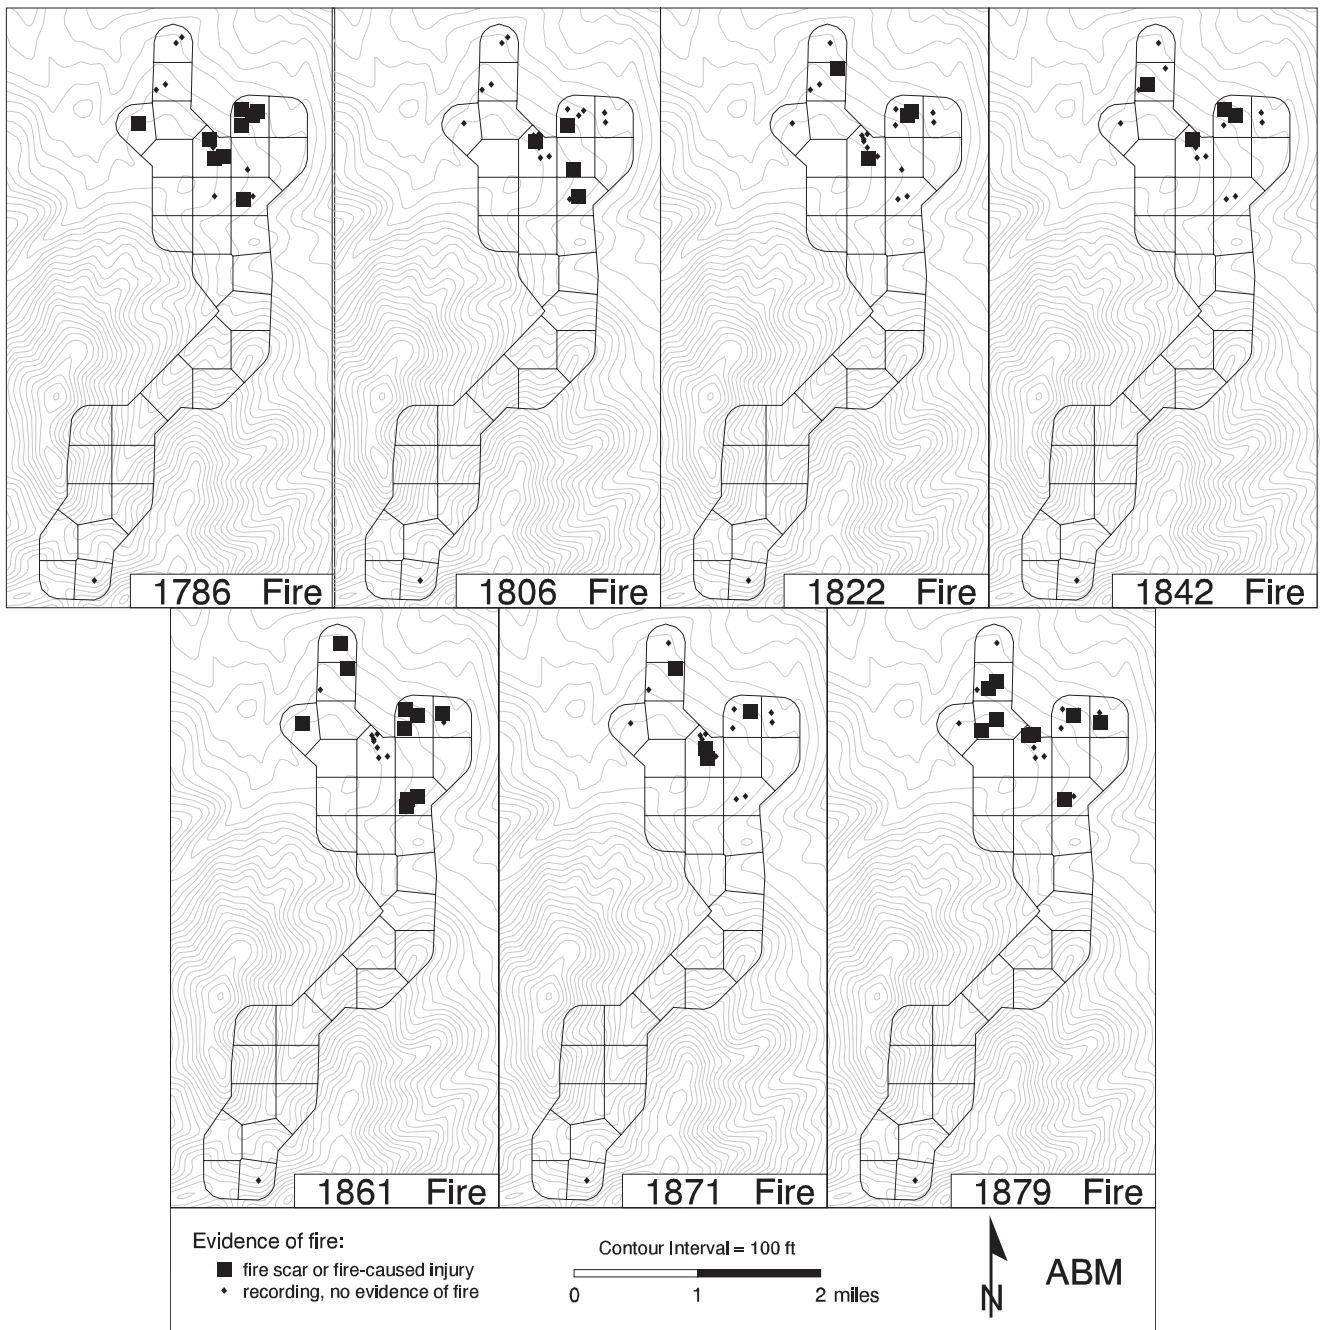 1786 Fire
1806 Fire
1822 Fire
1842 Fire
1861 Fire
1871 Fire
1879 Fire
Evidence of fire:
fire scar or fire-caused injury
recording, no evidence of fire
Contour Interval = 100 ft
0 1 2 miles
N
ABM